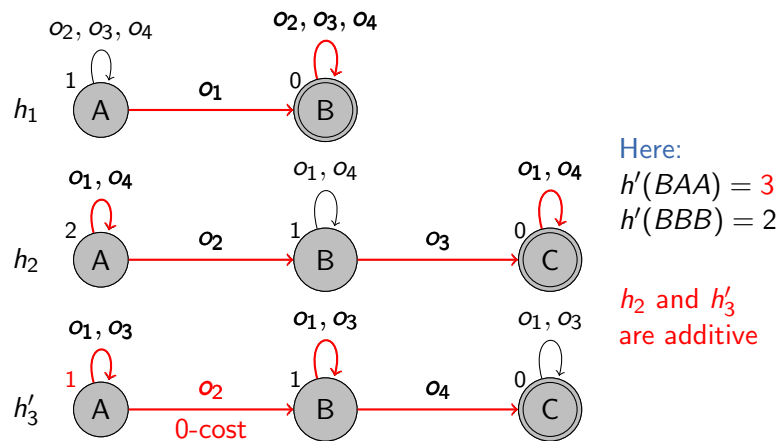 o₂, o₃, o₄
o₂, o₃, o₄
1
0
h₁
A
o₁
B
Here:
h′(BAA) = 3
h′(BBB) = 2
o₁, o₄
o₁, o₄
o₁, o₄
2
1
0
h₂
A
o₂
B
o₃
C
h₂ and h′₃
are additive
o₁, o₃
o₁, o₃
o₁, o₃
1
1
0
h′₃
A
o₂
B
o₄
C
0-cost